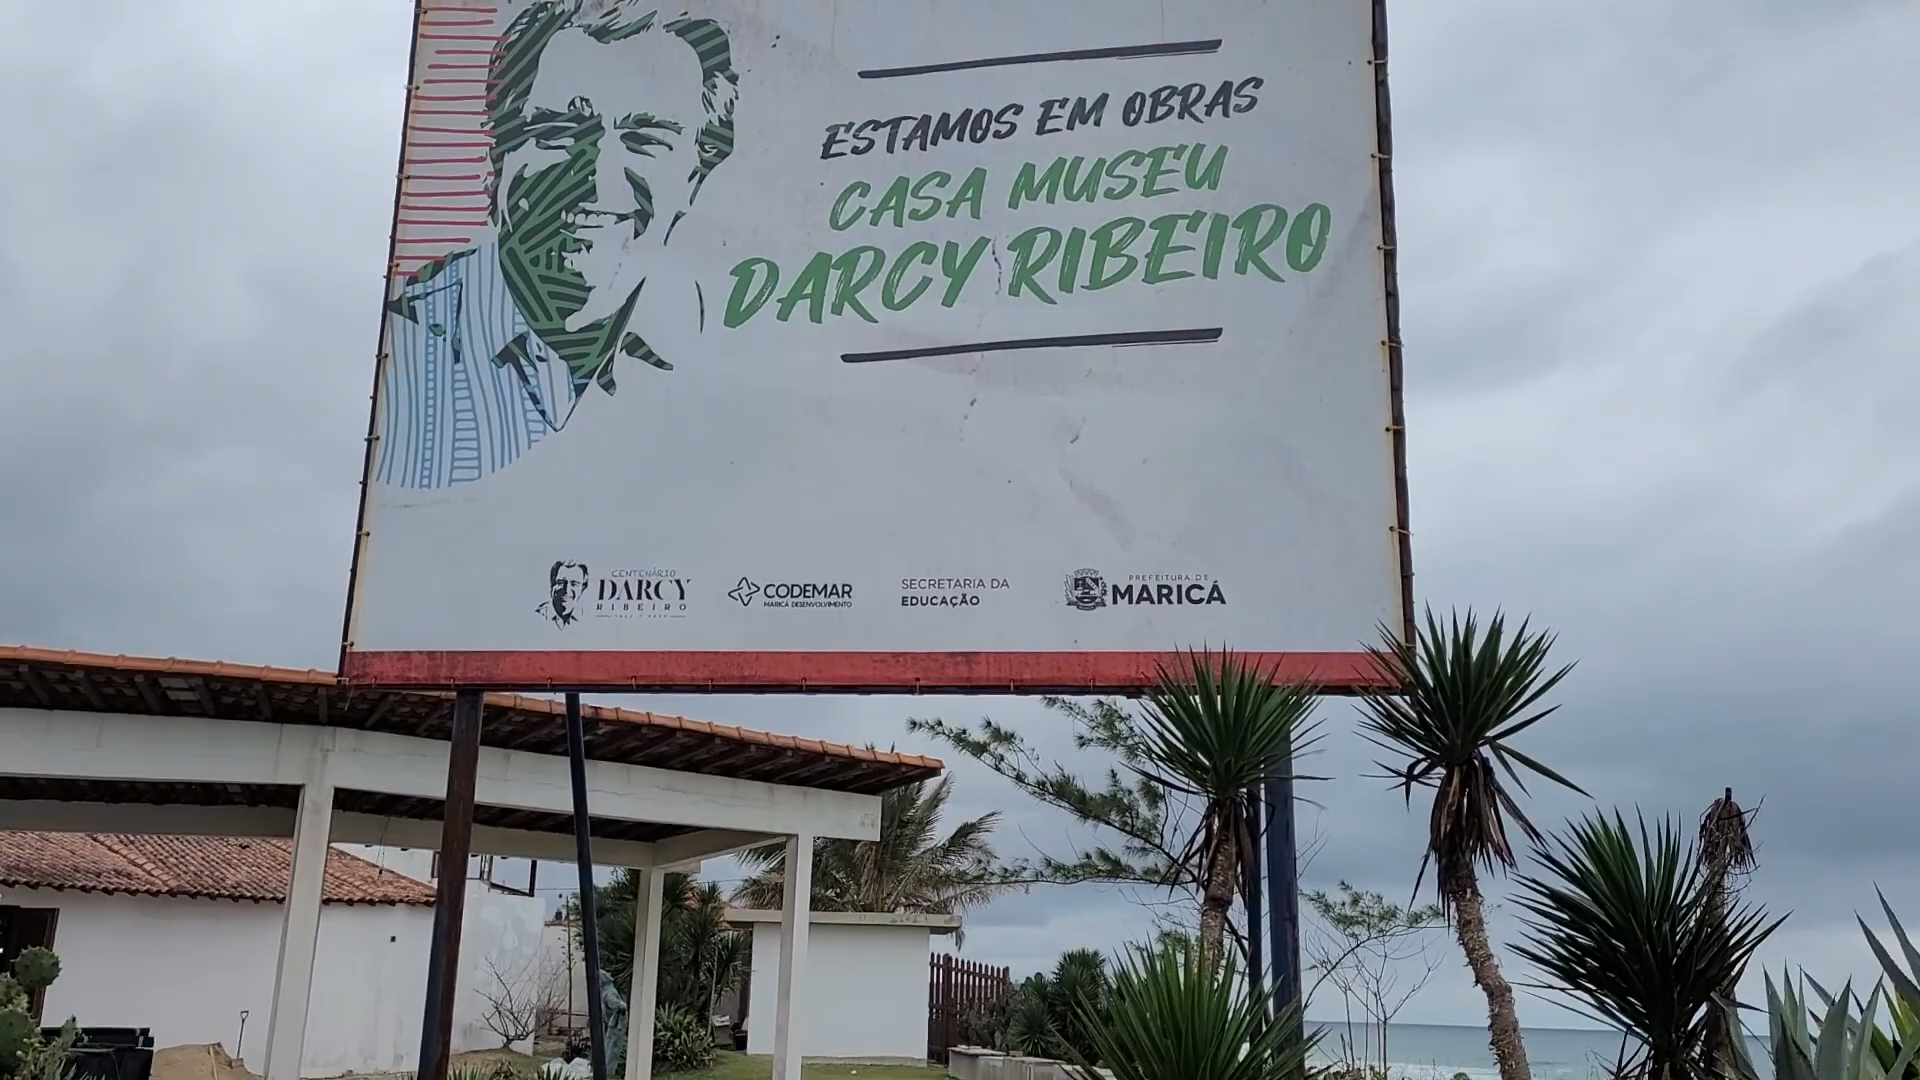 ESTAMOS EM OBRAS
CASA MUSEU
DARCY RIBEIRO
CENTENÁRIO
DARCY
RIBEIRO
CODEMAR
MARICÁ DESENVOLVIMENTO
SECRETARIA DA
EDUCAÇÃO
PREFEITURA DE
MARICÁ